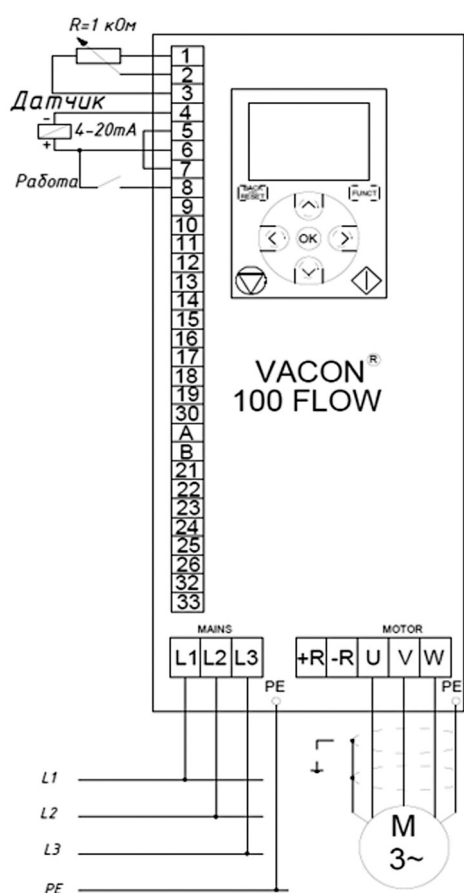 R=1 кОм
1
2
3
Датчик
4
-
4-20mA
5
+
6
7
Работа
8
9
10
11
12
13
14
15
16
17
18
19
30
A
B
21
22
23
24
25
26
32
33
BACK RESET
FUNCT
OK
VACON®
100 FLOW
MAINS
MOTOR
L1 L2 L3
+R -R U V W
PE
PE
L1
L2
L3
PE
M
3~